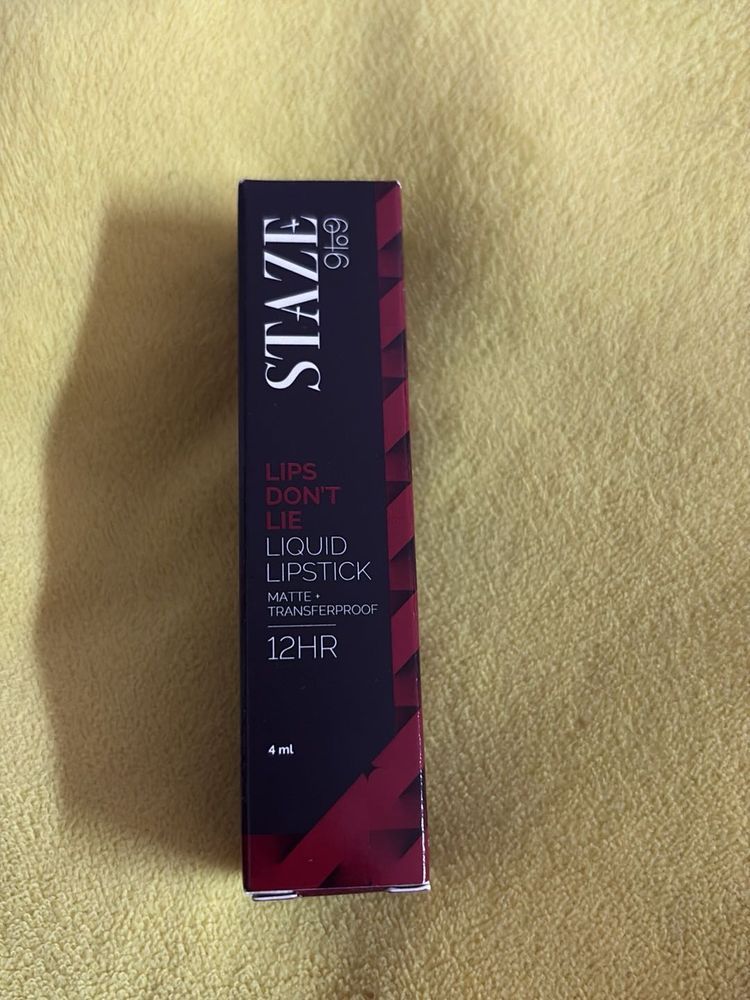 STAZE
9to9
LIPS
DON'T
LIE
LIQUID
LIPSTICK
MATTE +
TRANSFERPROOF
12HR
4 ml